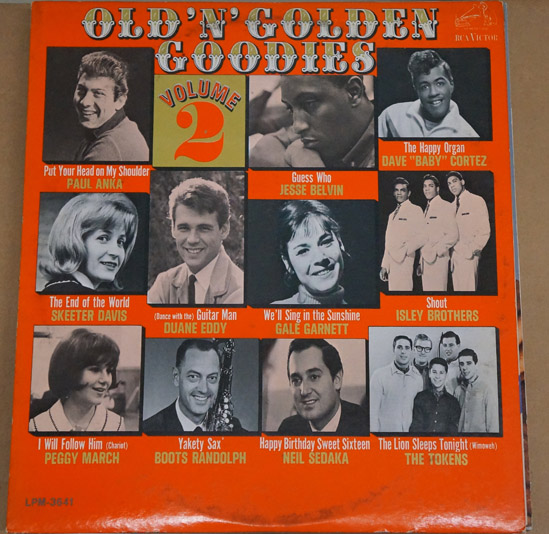 OLD 'N' GOLDEN
GOODIES
RCA VICTOR
VOLUME
2
Put Your Head on My Shoulder
PAUL ANKA
Guess Who
JESSE BELVIN
The Happy Organ
DAVE "BABY" CORTEZ
The End of the World
SKEETER DAVIS
(Dance with the) Guitar Man
DUANE EDDY
We'll Sing in the Sunshine
GALE GARNETT
Shout
ISLEY BROTHERS
I Will Follow Him (Chariot)
PEGGY MARCH
Yakety Sax
BOOTS RANDOLPH
Happy Birthday Sweet Sixteen
NEIL SEDAKA
The Lion Sleeps Tonight (Wimoweh)
THE TOKENS
LPM-3641